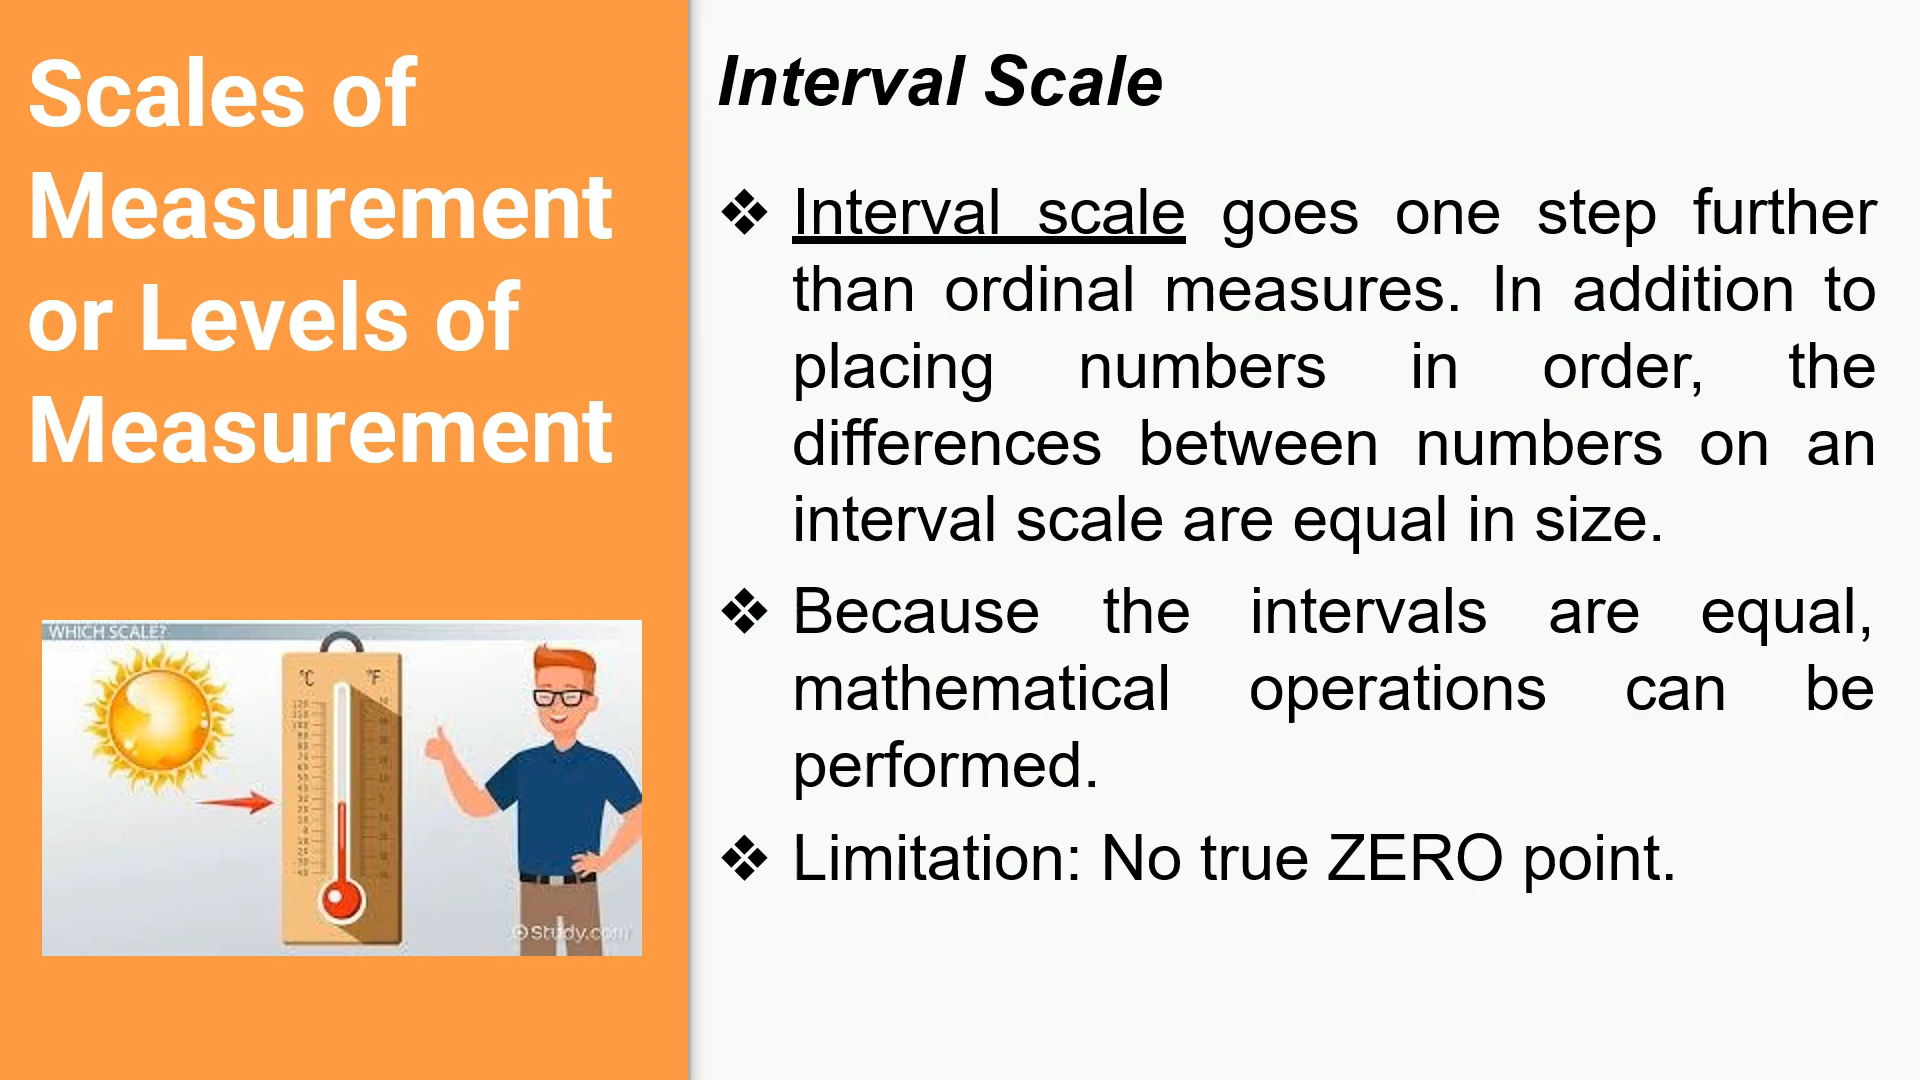 Scales of
Measurement
or Levels of
Measurement
WHICH SCALE?
°C °F
Study.com
Interval Scale
❖ Interval scale goes one step further
than ordinal measures. In addition to
placing numbers in order, the
differences between numbers on an
interval scale are equal in size.
❖ Because the intervals are equal,
mathematical operations can be
performed.
❖ Limitation: No true ZERO point.